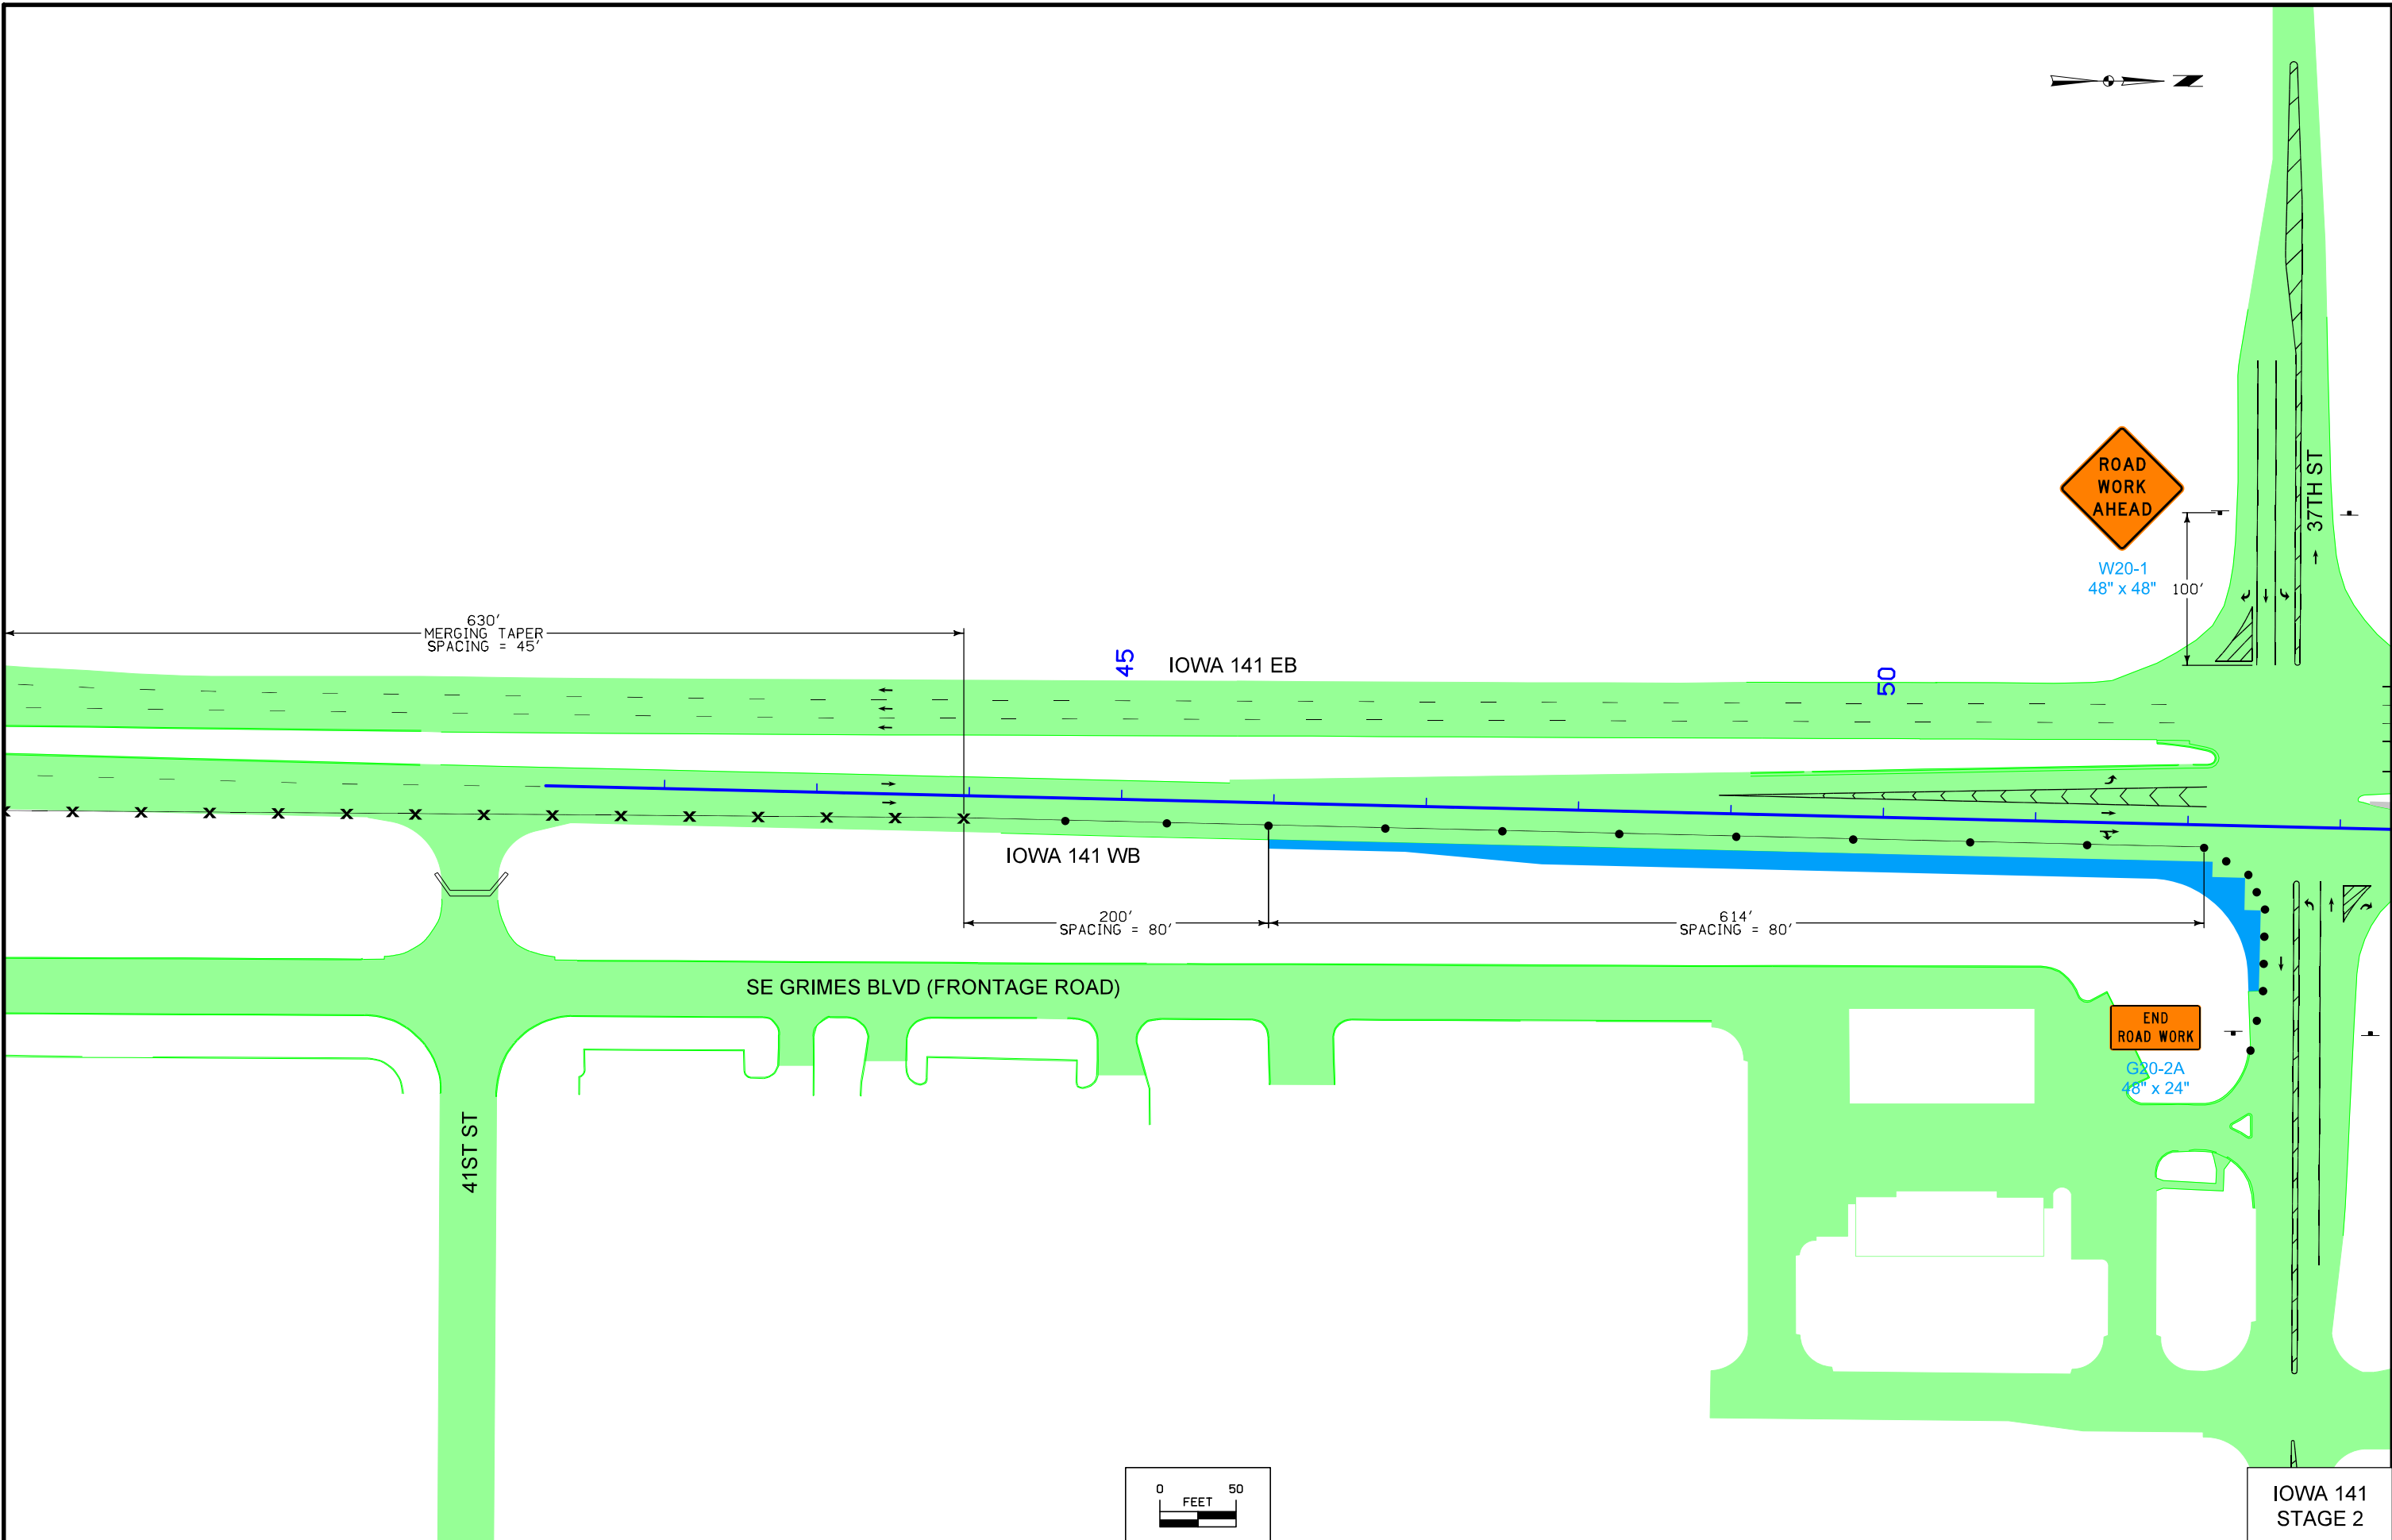 N
ROAD
WORK
AHEAD
37TH ST
W20-1
48" x 48"
100'
630'
MERGING TAPER
SPACING = 45'
45
IOWA 141 EB
50
IOWA 141 WB
200'
SPACING = 80'
614'
SPACING = 80'
SE GRIMES BLVD (FRONTAGE ROAD)
END
ROAD WORK
G20-2A
48" x 24"
41ST ST
0 50
FEET
IOWA 141
STAGE 2